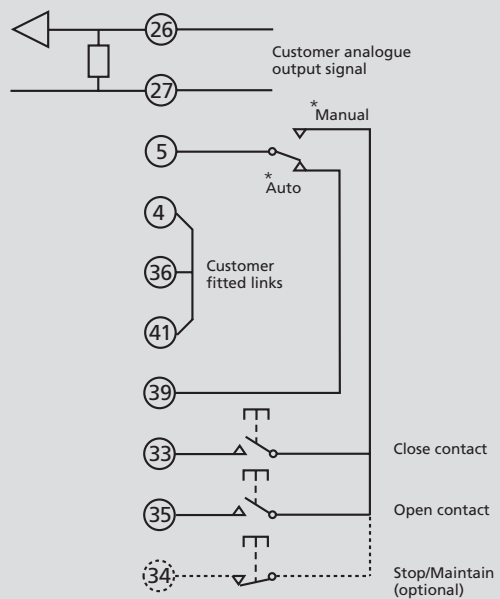 26
Customer analogue
output signal
27
*Manual
5
*Auto
4
36
Customer
fitted links
41
39
33
Close contact
35
Open contact
34
Stop/Maintain
(optional)